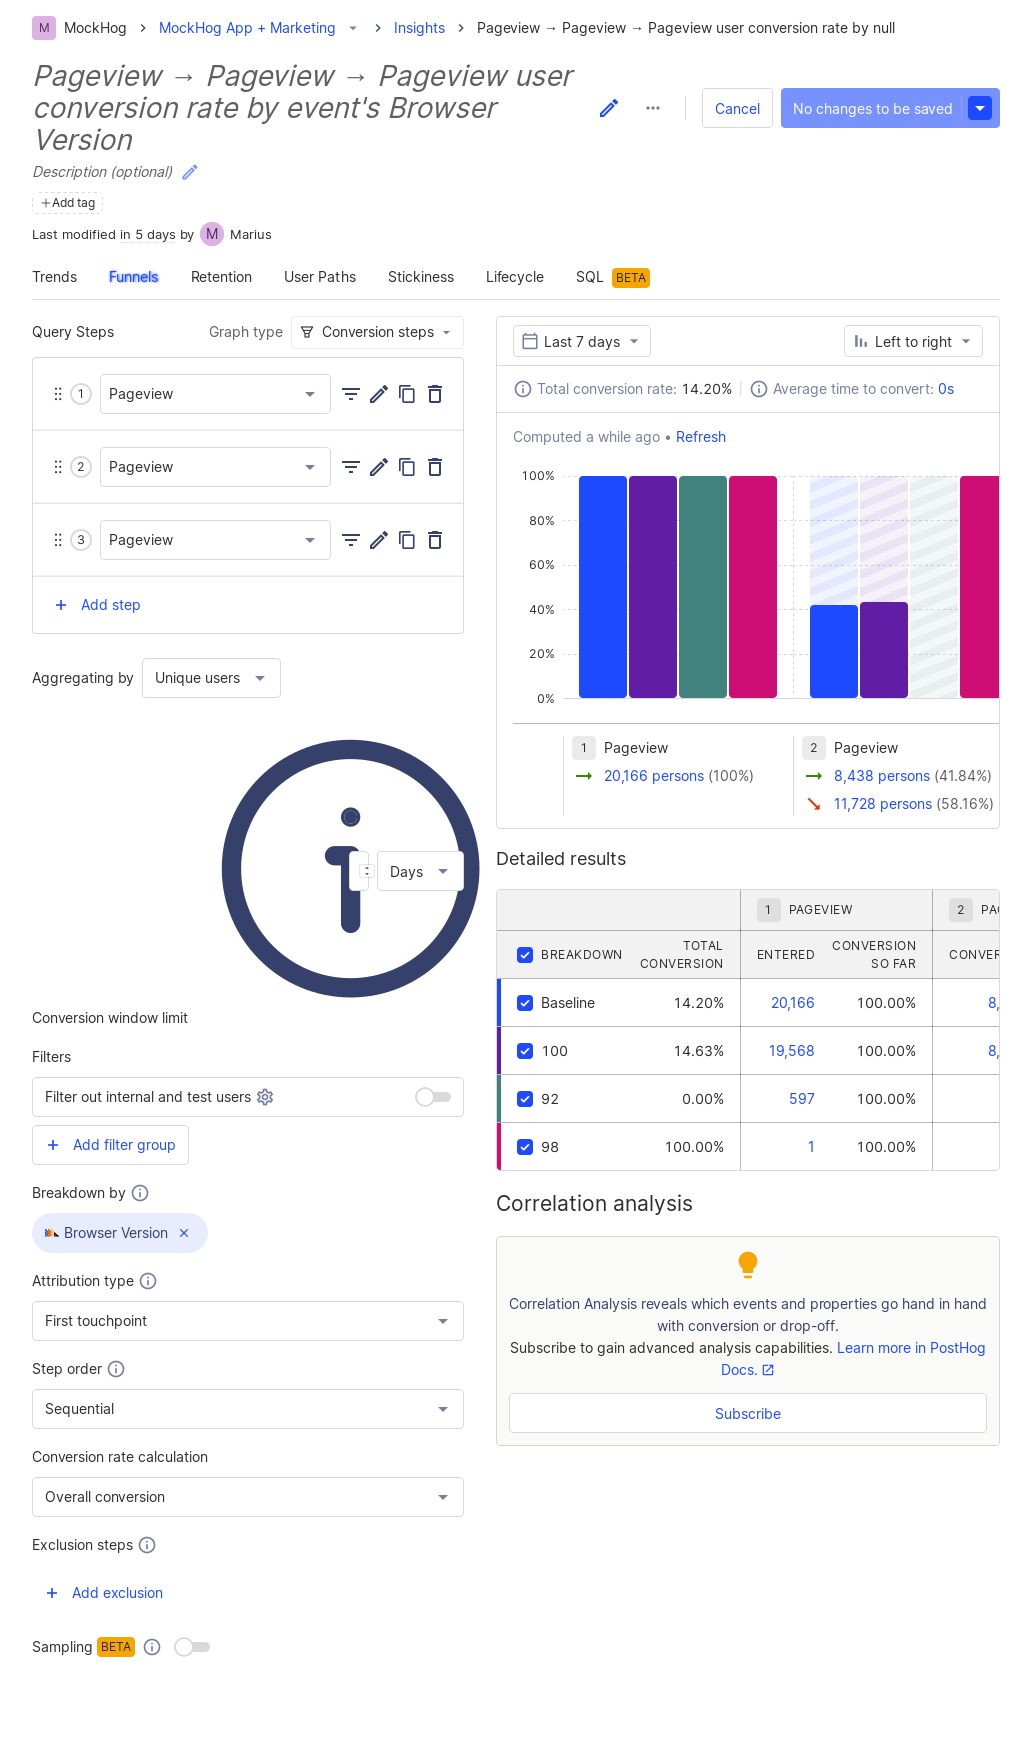 M MockHog > MockHog App + Marketing > Insights > Pageview → Pageview → Pageview user conversion rate by null
Pageview → Pageview → Pageview user
conversion rate by event's Browser
Version
Cancel
No changes to be saved
Description (optional)
+Add tag
Last modified in 5 days by M Marius
Trends Funnels Retention User Paths Stickiness Lifecycle SQL BETA
Query Steps Graph type Conversion steps
1 Pageview
2 Pageview
3 Pageview
+ Add step
Aggregating by Unique users
Days
Conversion window limit
Filters
Filter out internal and test users
+ Add filter group
Breakdown by
Browser Version
Attribution type
First touchpoint
Step order
Sequential
Conversion rate calculation
Overall conversion
Exclusion steps
+ Add exclusion
Sampling BETA
Last 7 days Left to right
Total conversion rate: 14.20% Average time to convert: 0s
Computed a while ago • Refresh
100%
80%
60%
40%
20%
0%
1 Pageview
20,166 persons (100%)
2 Pageview
8,438 persons (41.84%)
11,728 persons (58.16%)
Detailed results
1 PAGEVIEW 2
BREAKDOWN TOTAL CONVERSION ENTERED CONVERSION SO FAR
Baseline 14.20% 20,166 100.00%
100 14.63% 19,568 100.00%
92 0.00% 597 100.00%
98 100.00% 1 100.00%
Correlation analysis
Correlation Analysis reveals which events and properties go hand in hand
with conversion or drop-off.
Subscribe to gain advanced analysis capabilities. Learn more in PostHog
Docs.
Subscribe